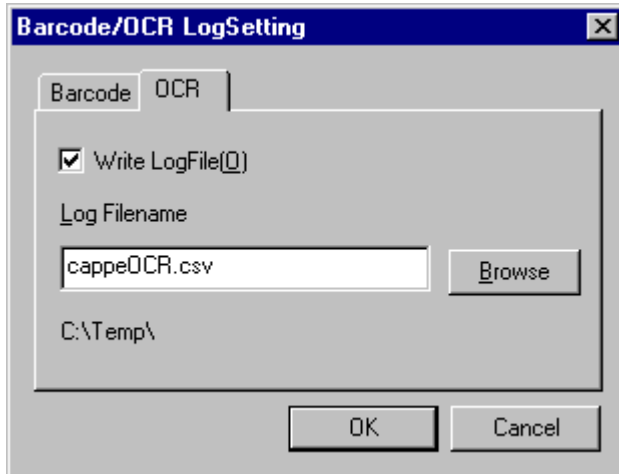 Barcode/OCR LogSetting
Barcode OCR
Write LogFile(O)
Log Filename
cappeOCR.csv
Browse
C:\Temp\
OK Cancel